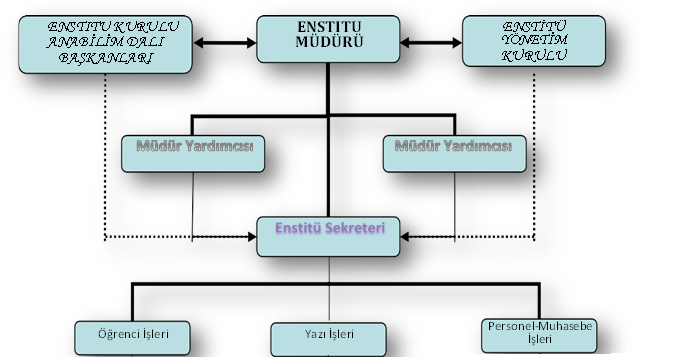 ENSTITU KURULU
ANABİLİM DALI
BAŞKANLARI
ENSTITU
MÜDÜRÜ
ENSTİTÜ
YÖNETİM
KURULU
Müdür Yardımcısı
Müdür Yardımcısı
Enstitü Sekreteri
Öğrenci İşleri
Yazı İşleri
Personel-Muhasebe
İşleri